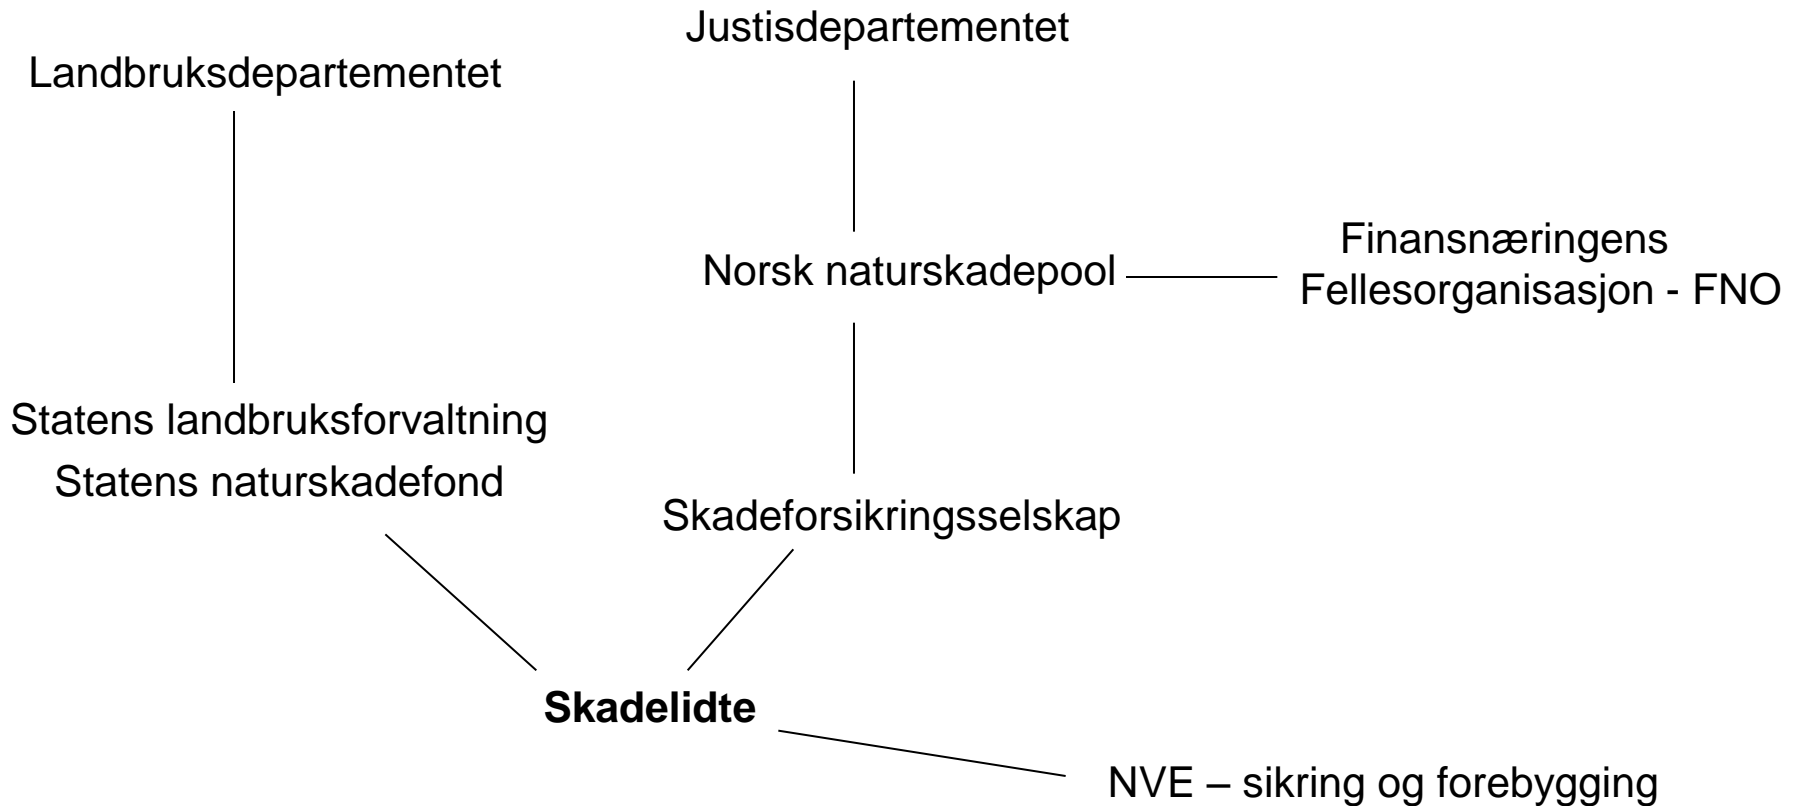 Justisdepartementet
Landbruksdepartementet
Norsk naturskadepool
Finansnæringens
Fellesorganisasjon - FNO
Statens landbruksforvaltning
Statens naturskadefond
Skadeforsikringsselskap
Skadelidte
NVE – sikring og forebygging